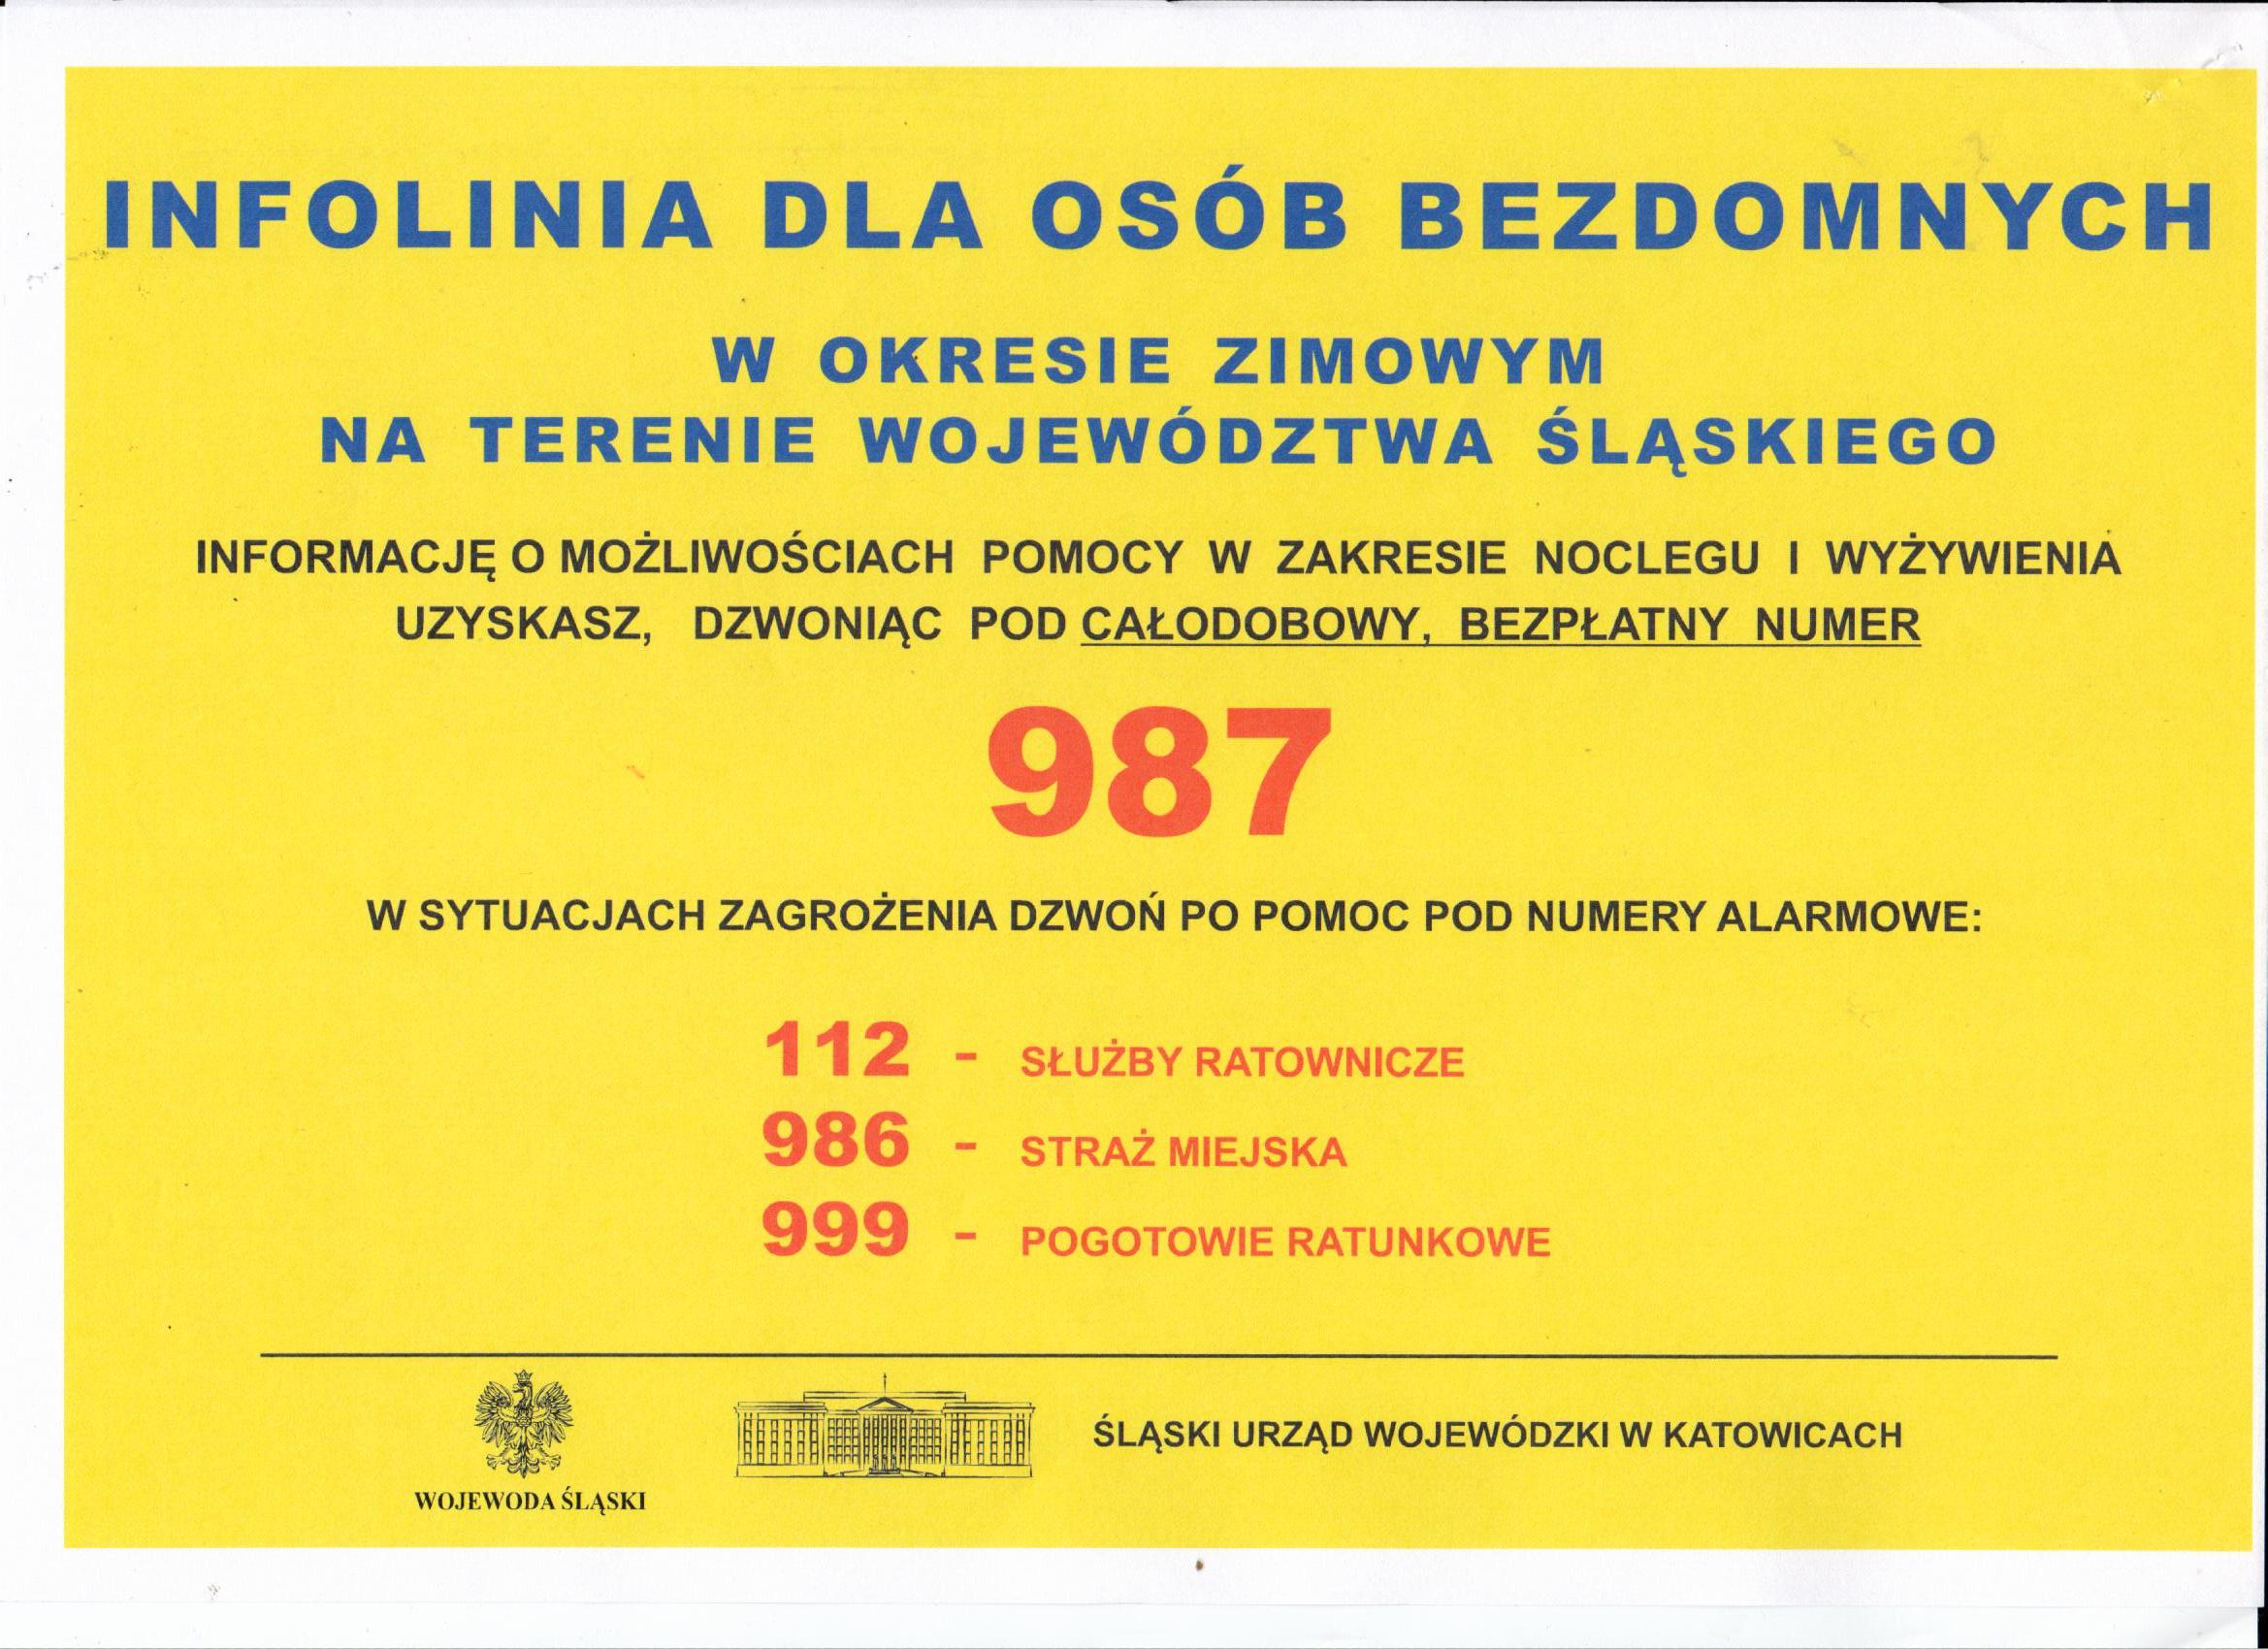 INFOLINIA DLA OSÓB BEZDOMNYCH
W OKRESIE ZIMOWYM
NA TERENIE WOJEWÓDZTWA ŚLĄSKIEGO
INFORMACJĘ O MOŻLIWOŚCIACH POMOCY W ZAKRESIE NOCLEGU I WYŻYWIENIA
UZYSKASZ, DZWONIĄC POD CAŁODOBOWY, BEZPŁATNY NUMER
987
W SYTUACJACH ZAGROŻENIA DZWOŃ PO POMOC POD NUMERY ALARMOWE:
112 - SŁUŻBY RATOWNICZE
986 - STRAŻ MIEJSKA
999 - POGOTOWIE RATUNKOWE
ŚLĄSKI URZĄD WOJEWÓDZKI W KATOWICACH
WOJEWODA ŚLĄSKI